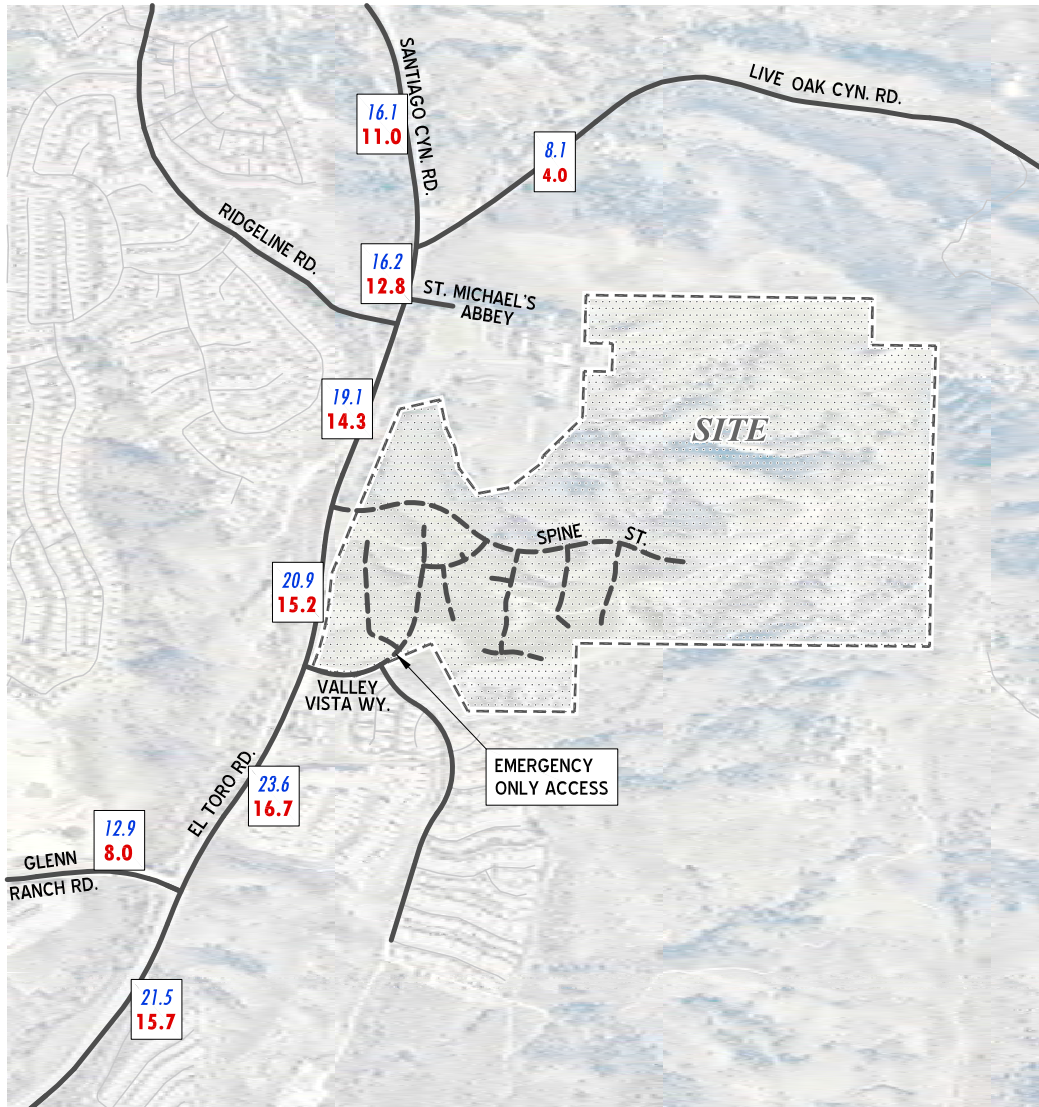 SANTIAGO CYN. RD.
LIVE OAK CYN. RD.
16.1
11.0
8.1
4.0
RIDGELINE RD.
16.2
12.8
ST. MICHAEL'S
ABBEY
19.1
14.3
SITE
SPINE ST.
20.9
15.2
VALLEY
VISTA WY.
EMERGENCY
ONLY ACCESS
EL TORO RD.
23.6
16.7
12.9
8.0
GLENN
RANCH RD.
21.5
15.7